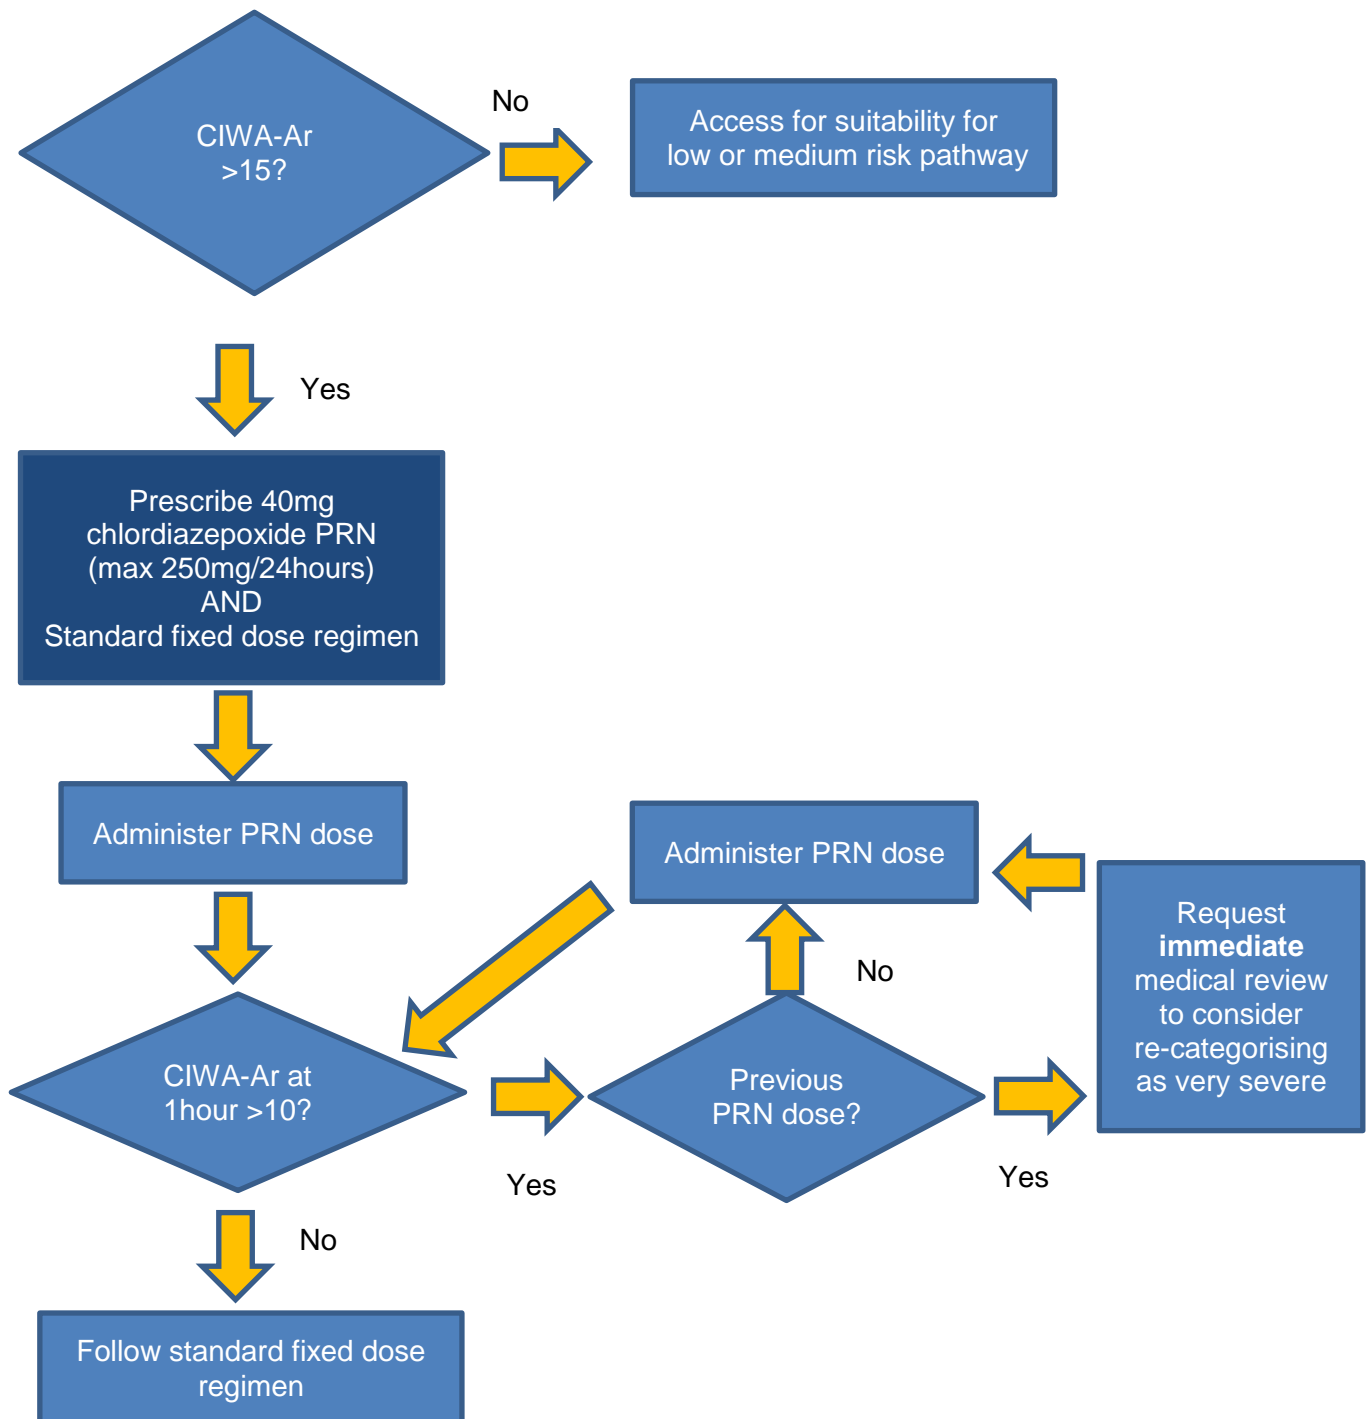 CIWA-Ar
>15?
No
Access for suitability for
low or medium risk pathway
Yes
Prescribe 40mg
chlordiazepoxide PRN
(max 250mg/24hours)
AND
Standard fixed dose regimen
Administer PRN dose
Administer PRN dose
Request
immediate
medical review
to consider
re-categorising
as very severe
No
CIWA-Ar at
1hour >10?
Previous
PRN dose?
Yes
Yes
No
Follow standard fixed dose
regimen